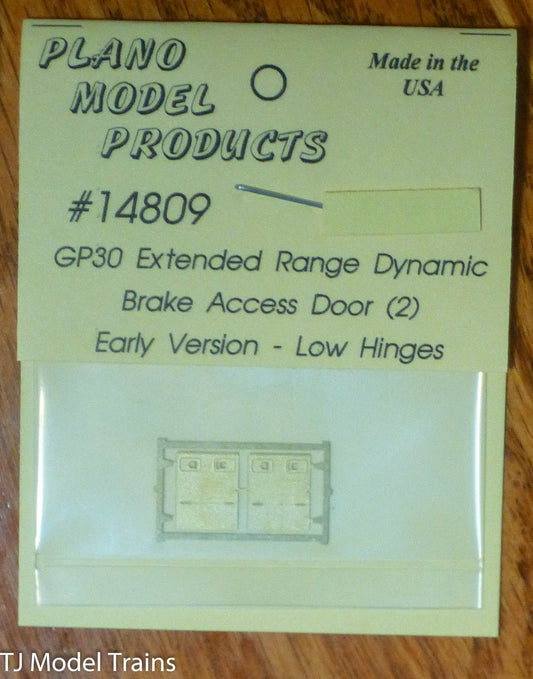 PLANO
MODEL
PRODUCTS
Made in the
USA
#14809
GP30 Extended Range Dynamic
Brake Access Door (2)
Early Version - Low Hinges
TJ Model Trains